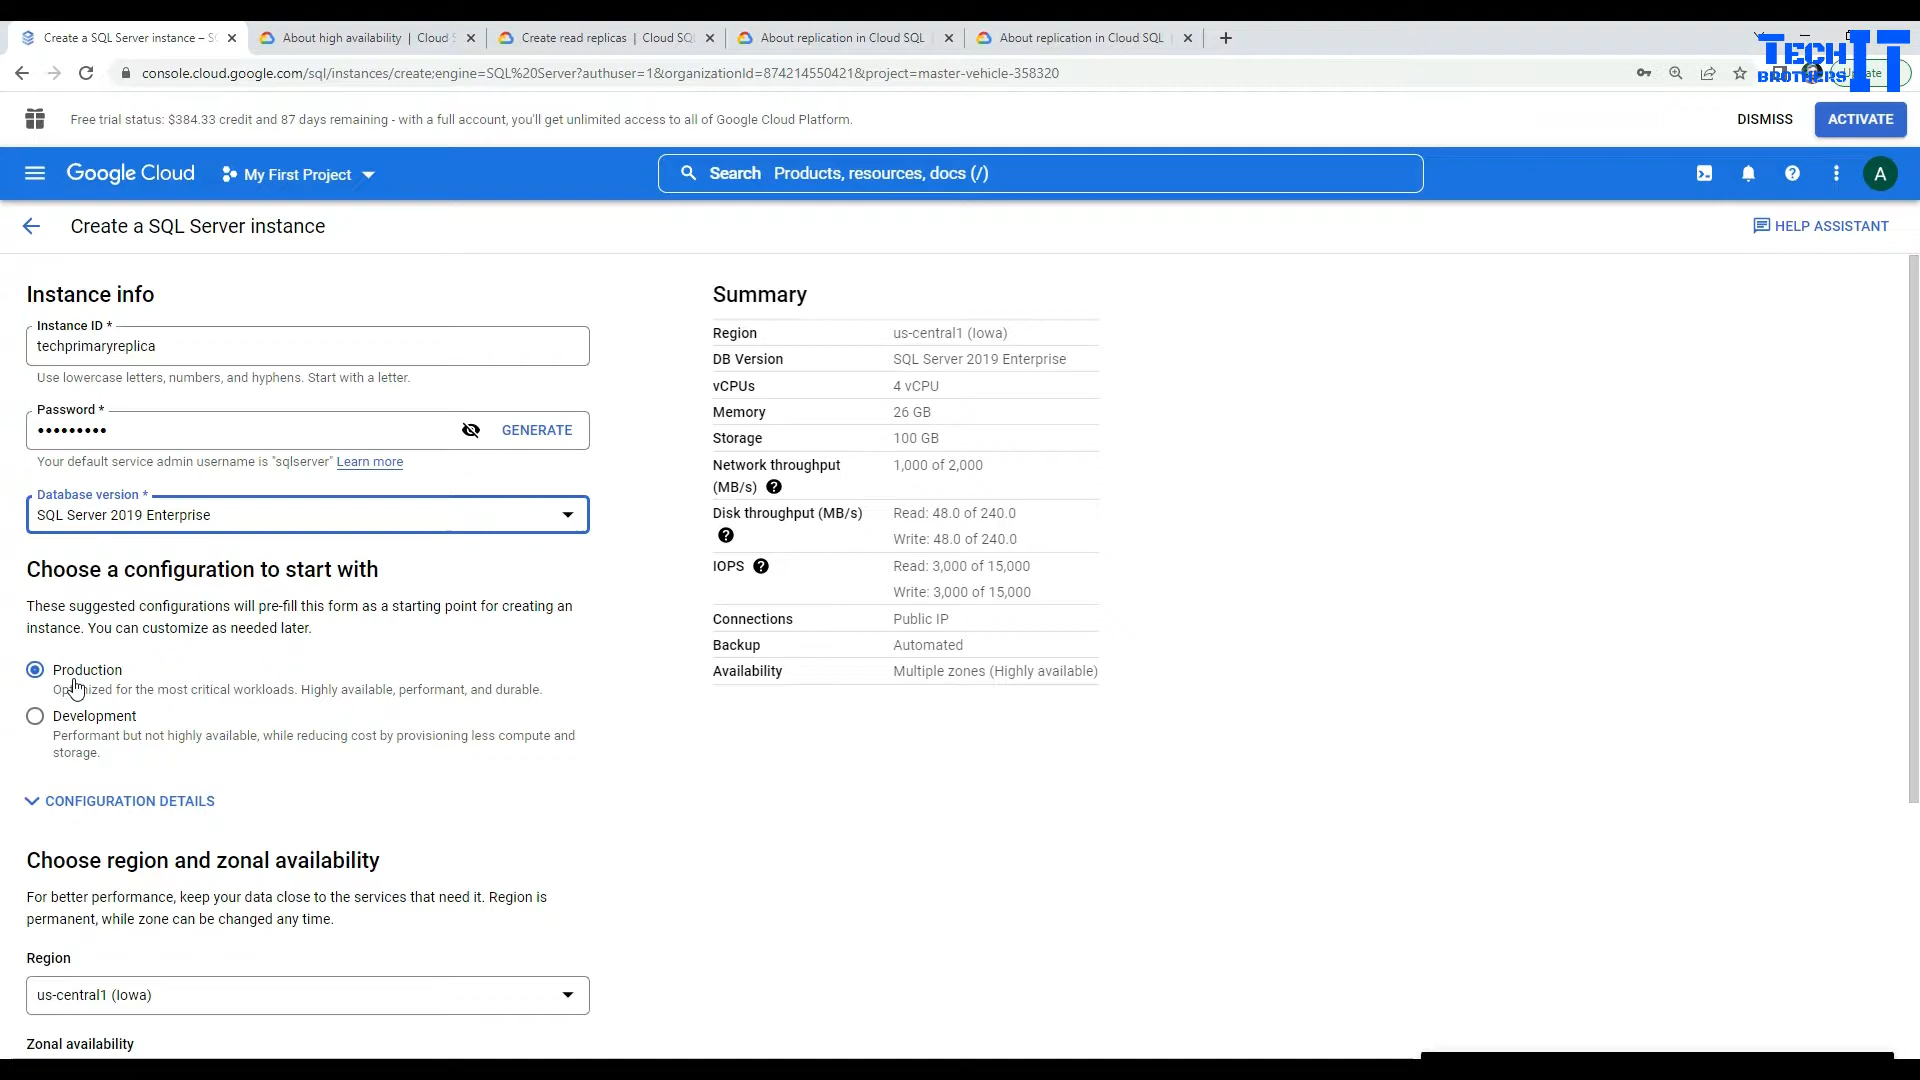 Create a SQL Server instance – SQ
About high availability | Cloud S
Create read replicas | Cloud SQL
About replication in Cloud SQL
About replication in Cloud SQL
console.cloud.google.com/sql/instances/create;engine=SQL%20Server?authuser=1&organizationId=874214550421&project=master-vehicle-358320
TECH IT
BROTHERS
Free trial status: $384.33 credit and 87 days remaining - with a full account, you'll get unlimited access to all of Google Cloud Platform.
DISMISS
ACTIVATE
Google Cloud
My First Project
Search Products, resources, docs (/)
A
Create a SQL Server instance
HELP ASSISTANT
Instance info
Instance ID *
techprimaryreplica
Use lowercase letters, numbers, and hyphens. Start with a letter.
Password *
•••••••••
GENERATE
Your default service admin username is "sqlserver" Learn more
Database version *
SQL Server 2019 Enterprise
Choose a configuration to start with
These suggested configurations will pre-fill this form as a starting point for creating an
instance. You can customize as needed later.
Production
Optimized for the most critical workloads. Highly available, performant, and durable.
Development
Performant but not highly available, while reducing cost by provisioning less compute and
storage.
CONFIGURATION DETAILS
Choose region and zonal availability
For better performance, keep your data close to the services that need it. Region is
permanent, while zone can be changed any time.
Region
us-central1 (Iowa)
Zonal availability
Summary
Region us-central1 (Iowa)
DB Version SQL Server 2019 Enterprise
vCPUs 4 vCPU
Memory 26 GB
Storage 100 GB
Network throughput 1,000 of 2,000
(MB/s)
Disk throughput (MB/s) Read: 48.0 of 240.0
Write: 48.0 of 240.0
IOPS Read: 3,000 of 15,000
Write: 3,000 of 15,000
Connections Public IP
Backup Automated
Availability Multiple zones (Highly available)